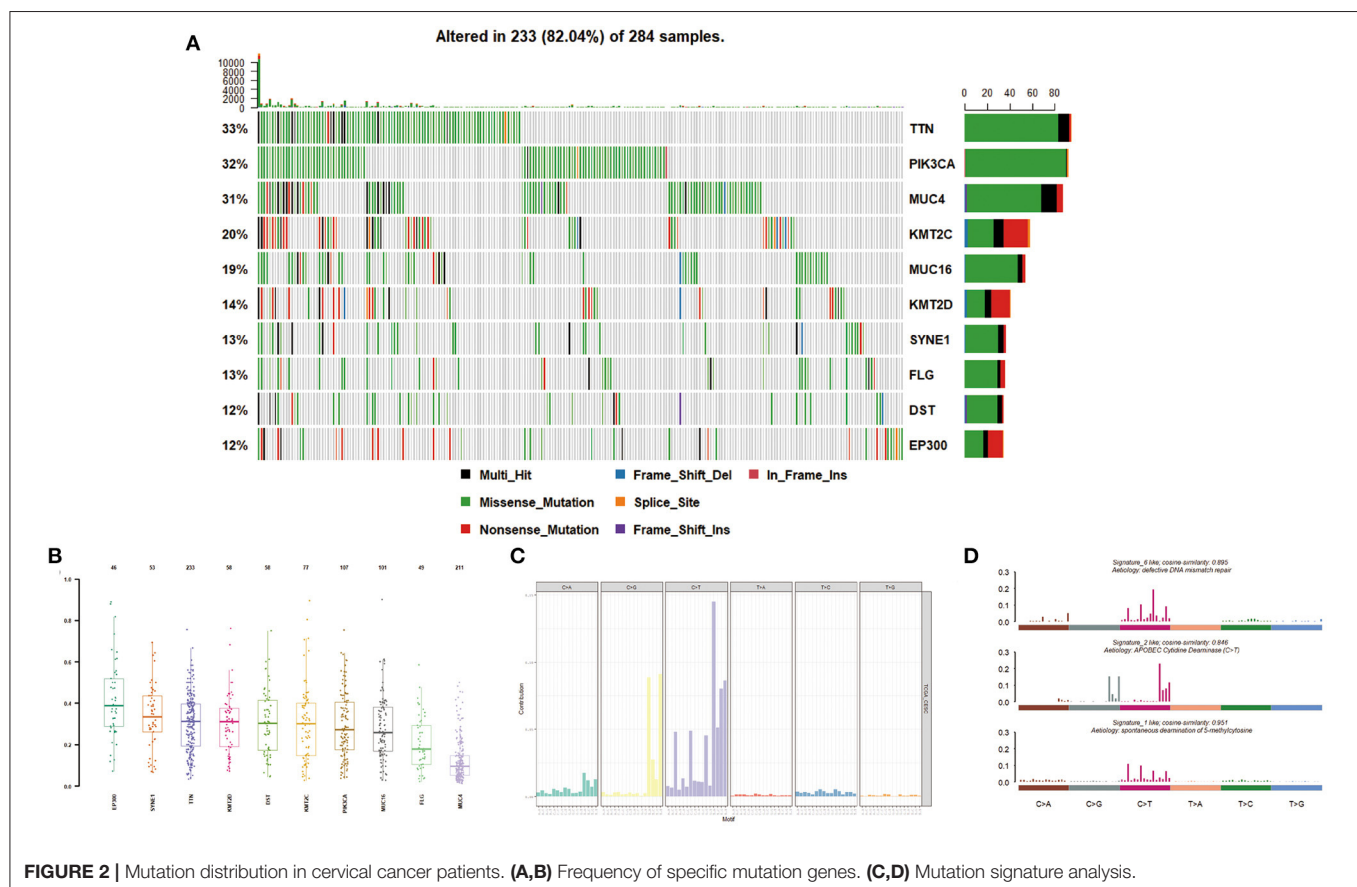 A
Altered in 233 (82.04%) of 284 samples.
10000
8000
6000
4000
2000
0
0 20 40 60 80
33% TTN
32% PIK3CA
31% MUC4
20% KMT2C
19% MUC16
14% KMT2D
13% SYNE1
13% FLG
12% DST
12% EP300
Multi_Hit Frame_Shift_Del In_Frame_Ins
Missense_Mutation Splice_Site
Nonsense_Mutation Frame_Shift_Ins
B
46 53 233 58 58 77 107 101 49 211
1.0
0.8
0.6
0.4
0.2
0.0
EP300 SYNE1 TTN KMT2D DST KMT2C PIK3CA MUC16 FLG MUC4
C
C>A C>G C>T T>A T>C T>G
Contribution
TCGA_CESC
Motif
D
Signature_6 like; cosine-similarity: 0.895
Aetiology: defective DNA mismatch repair
0.3
0.2
0.1
0.0
Signature_2 like; cosine-similarity: 0.846
Aetiology: APOBEC Cytidine Deaminase (C>T)
0.3
0.2
0.1
0.0
Signature_1 like; cosine-similarity: 0.951
Aetiology: spontaneous deamination of 5-methylcytosine
0.3
0.2
0.1
0.0
C>A C>G C>T T>A T>C T>G
FIGURE 2 | Mutation distribution in cervical cancer patients. (A,B) Frequency of specific mutation genes. (C,D) Mutation signature analysis.